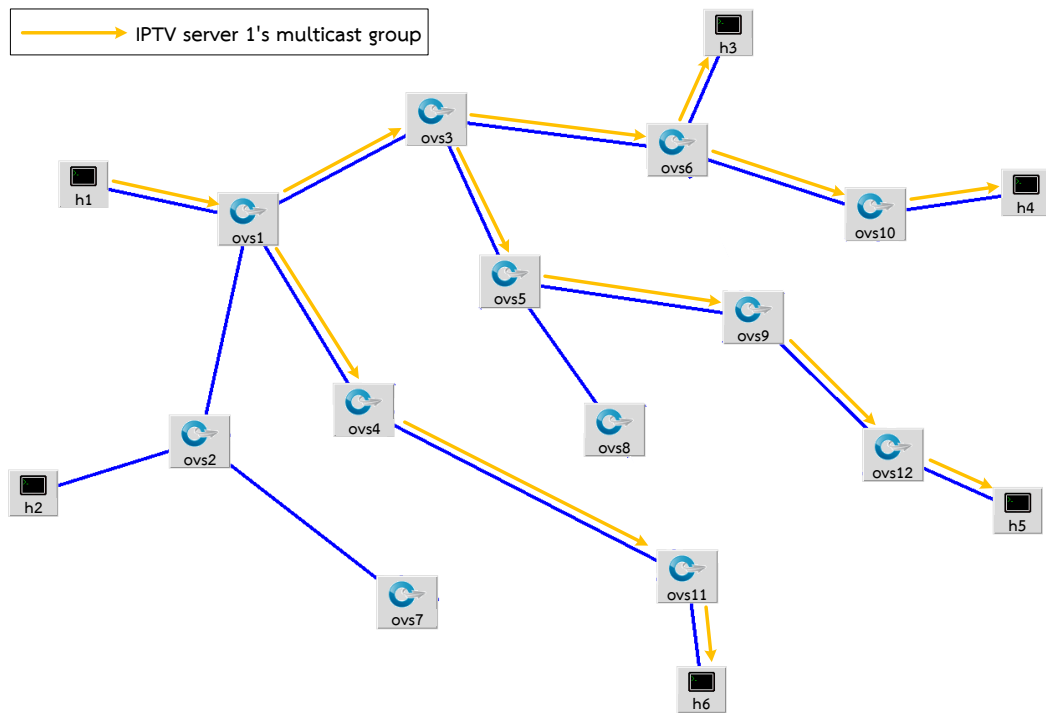 IPTV server 1's multicast group
h3
ovs3
ovs6
h1
h4
ovs1
ovs10
ovs5
ovs9
ovs4
ovs8
ovs2
ovs12
h2
h5
ovs11
ovs7
h6